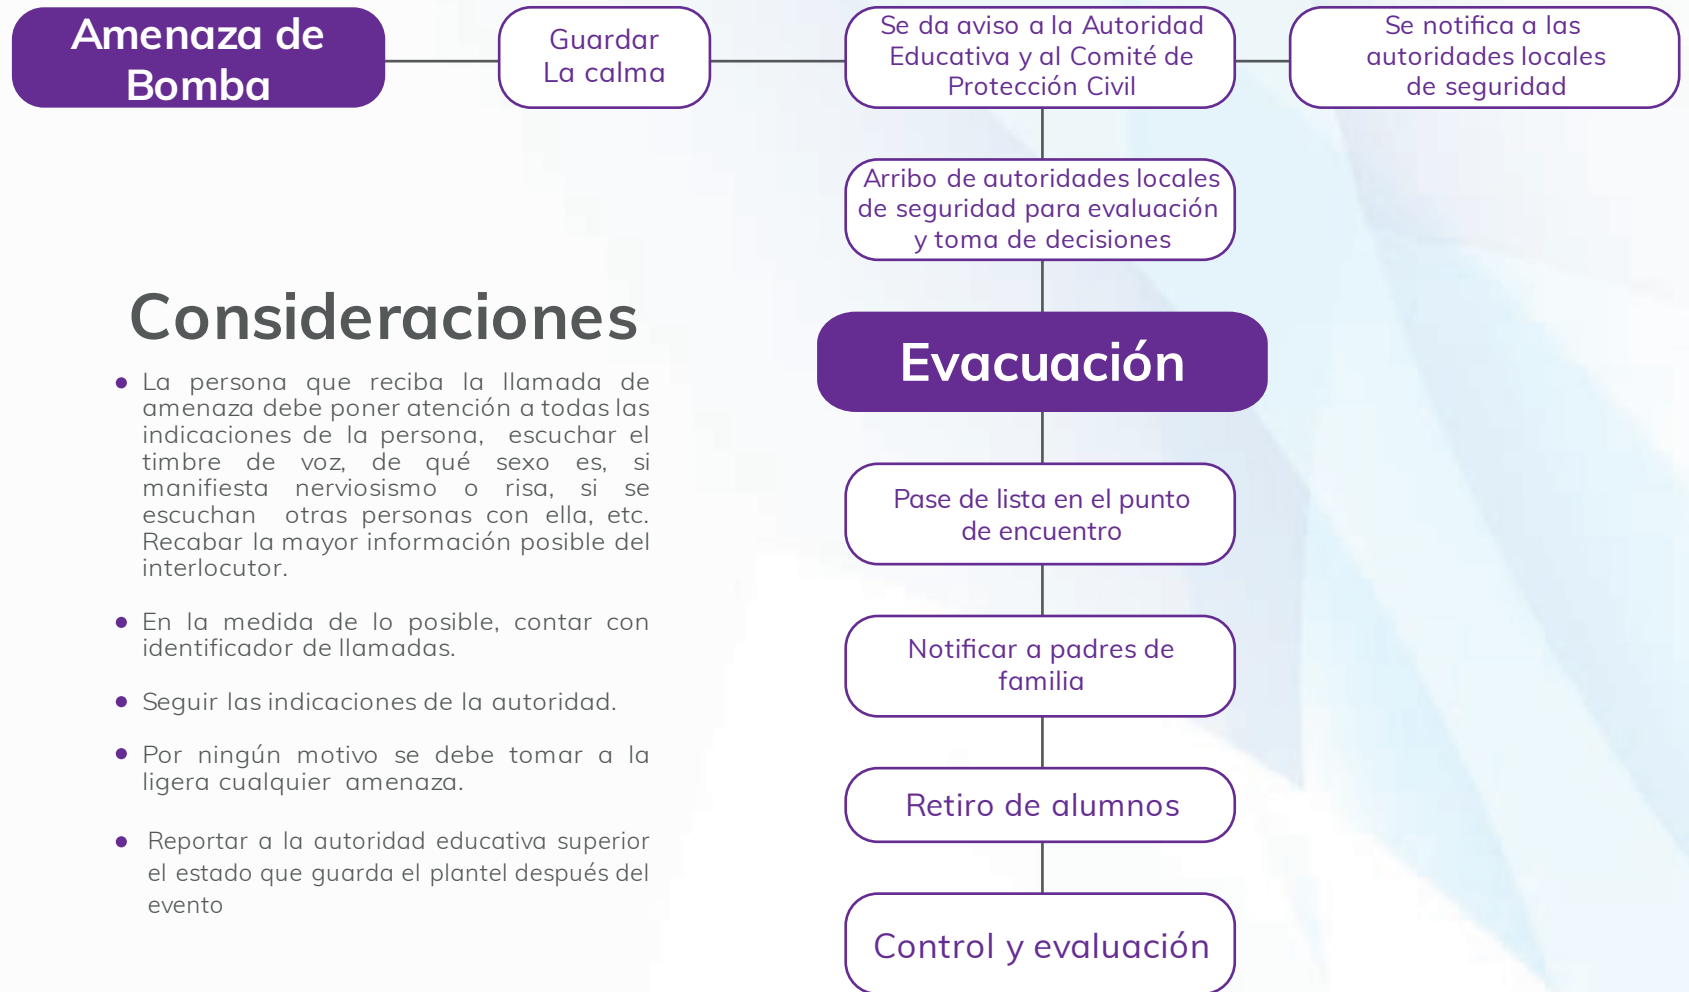 Amenaza de
Bomba
Guardar
La calma
Se da aviso a la Autoridad
Educativa y al Comité de
Protección Civil
Se notifica a las
autoridades locales
de seguridad
Arribo de autoridades locales
de seguridad para evaluación
y toma de decisiones
Evacuación
Pase de lista en el punto
de encuentro
Notificar a padres de
familia
Retiro de alumnos
Control y evaluación
Consideraciones
La persona que reciba la llamada de
amenaza debe poner atención a todas las
indicaciones de la persona, escuchar el
timbre de voz, de qué sexo es, si
manifiesta nerviosismo o risa, si se
escuchan otras personas con ella, etc.
Recabar la mayor información posible del
interlocutor.
En la medida de lo posible, contar con
identificador de llamadas.
Seguir las indicaciones de la autoridad.
Por ningún motivo se debe tomar a la
ligera cualquier amenaza.
Reportar a la autoridad educativa superior
el estado que guarda el plantel después del
evento